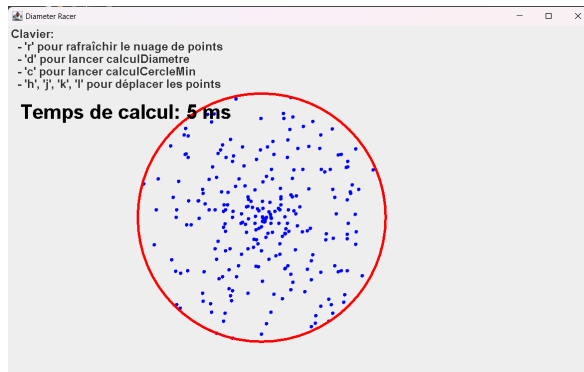 Diameter Racer
Clavier:
- 'r' pour rafraîchir le nuage de points
- 'd' pour lancer calculDiametre
- 'c' pour lancer calculCercleMin
- 'h', 'j', 'k', 'l' pour déplacer les points
Temps de calcul: 5 ms